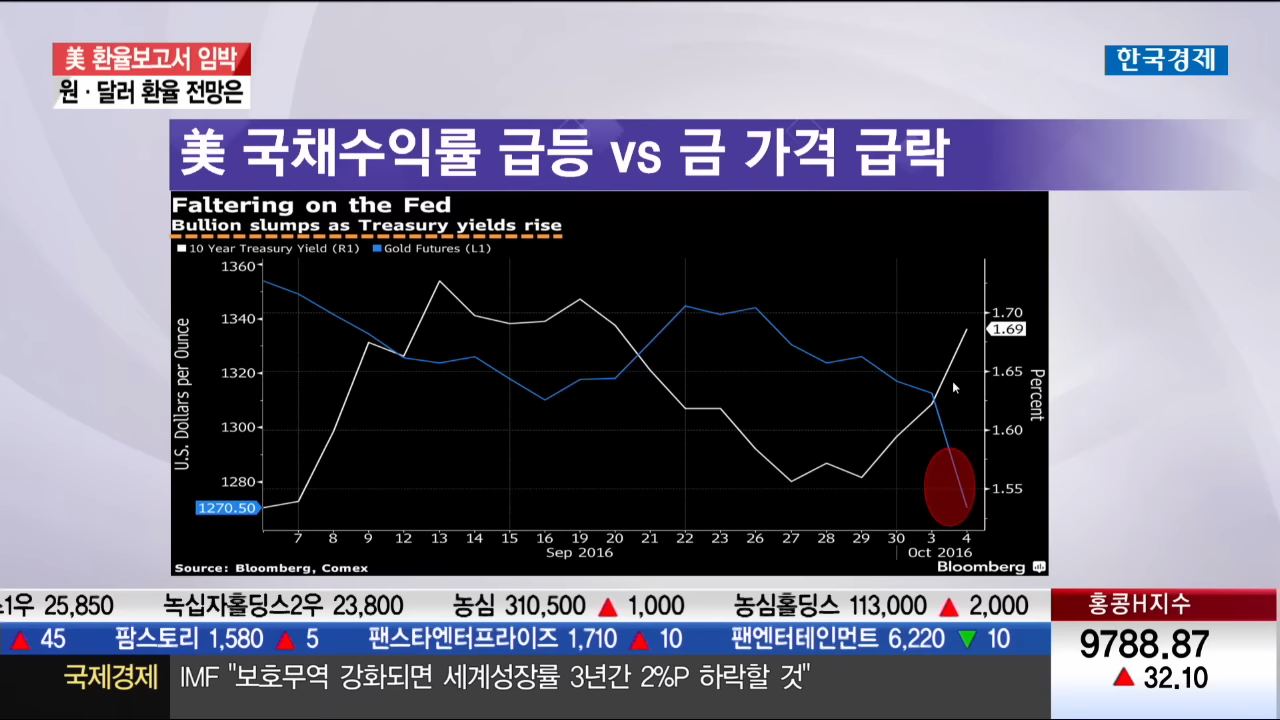 美 환율보고서 임박
원·달러 환율 전망은
한국경제
美 국채수익률 급등 vs 금 가격 급락
Faltering on the Fed
Bullion slumps as Treasury yields rise
10 Year Treasury Yield (R1) Gold Futures (L1)
1360
1340
1320
1300
1280
1270.50
U.S. Dollars per Ounce
1.70
1.69
1.65
1.60
1.55
Percent
7 8 9 12 13 14 15 16 19 20 21 22 23 26 27 28 29 30 3 4
Sep 2016 Oct 2016
Source: Bloomberg, Comex
Bloomberg
1우 25,850 녹십자홀딩스2우 23,800 농심 310,500 ▲ 1,000 농심홀딩스 113,000 ▲ 2,000
▲ 45 팜스토리 1,580 ▲ 5 팬스타엔터프라이즈 1,710 ▲ 10 팬엔터테인먼트 6,220 ▼ 10
국제경제 IMF "보호무역 강화되면 세계성장률 3년간 2%P 하락할 것"
홍콩H지수
9788.87
▲ 32.10